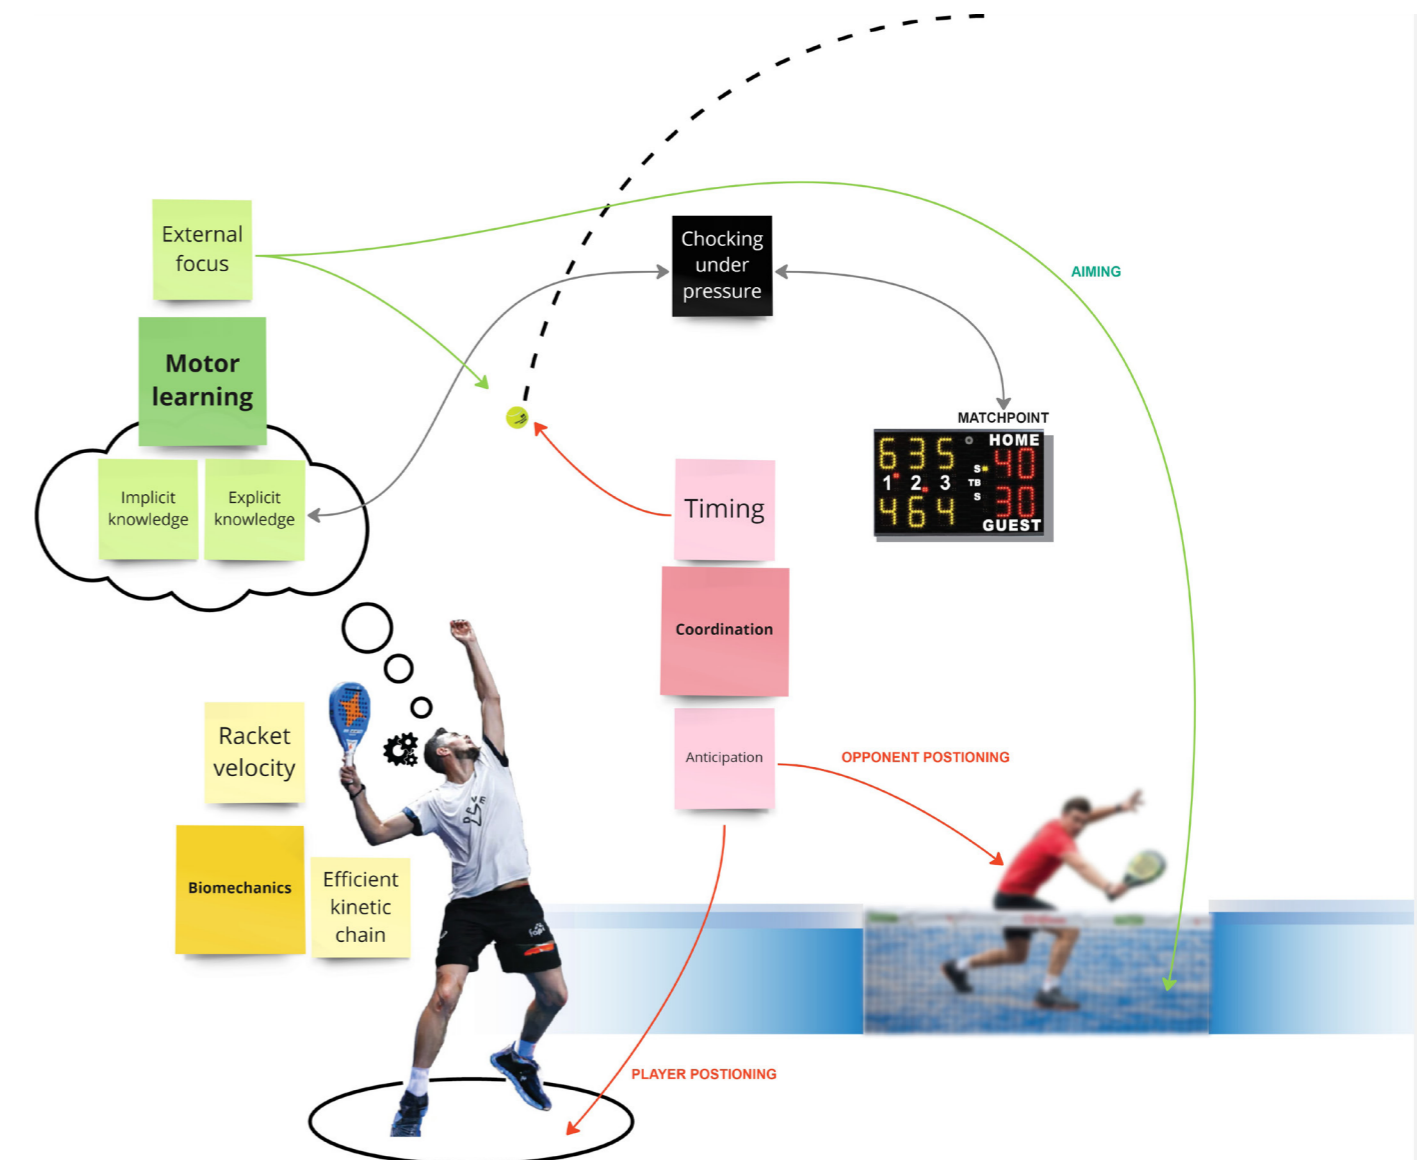 External
focus
Chocking
under
pressure
AIMING
Motor
learning
MATCHPOINT
Implicit
knowledge
Explicit
knowledge
Timing
6 3 5
HOME
40
S
1 2 3
TB
S
4 6 4
30
GUEST
Coordination
Racket
velocity
Anticipation
OPPONENT POSTIONING
Biomechanics
Efficient
kinetic
chain
PLAYER POSTIONING